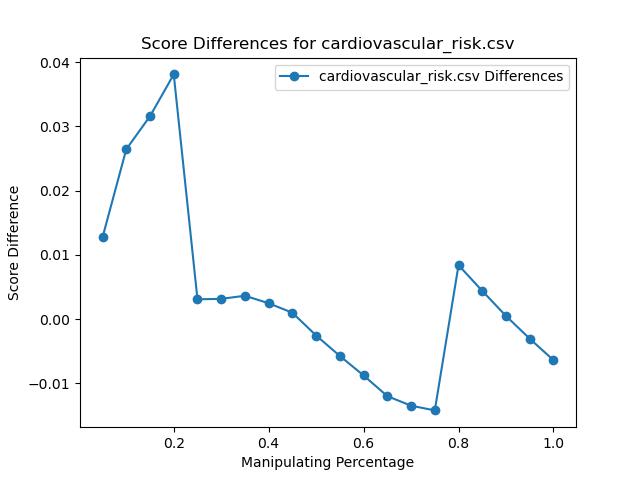 Score Differences for cardiovascular_risk.csv
cardiovascular_risk.csv Differences
0.04
0.03
0.02
0.01
0.00
−0.01
Score Difference
0.2
0.4
0.6
0.8
1.0
Manipulating Percentage